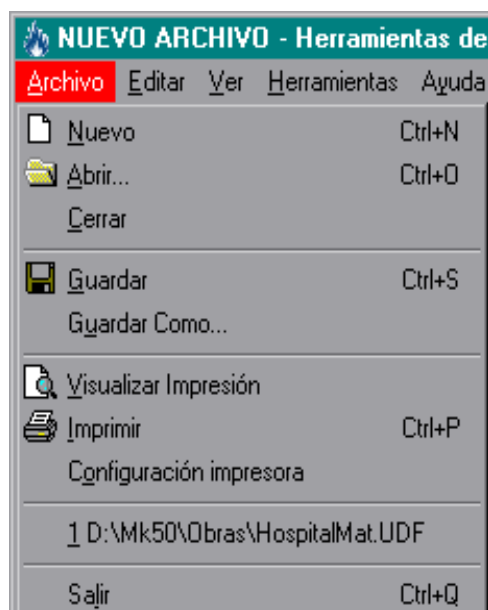 NUEVO ARCHIVO - Herramientas de
Archivo Editar Ver Herramientas Ayuda
Nuevo Ctrl+N
Abrir... Ctrl+O
Cerrar
Guardar Ctrl+S
Guardar Como...
Visualizar Impresión
Imprimir Ctrl+P
Configuración impresora
1 D:\Mk50\Obras\HospitalMat.UDF
Salir Ctrl+Q